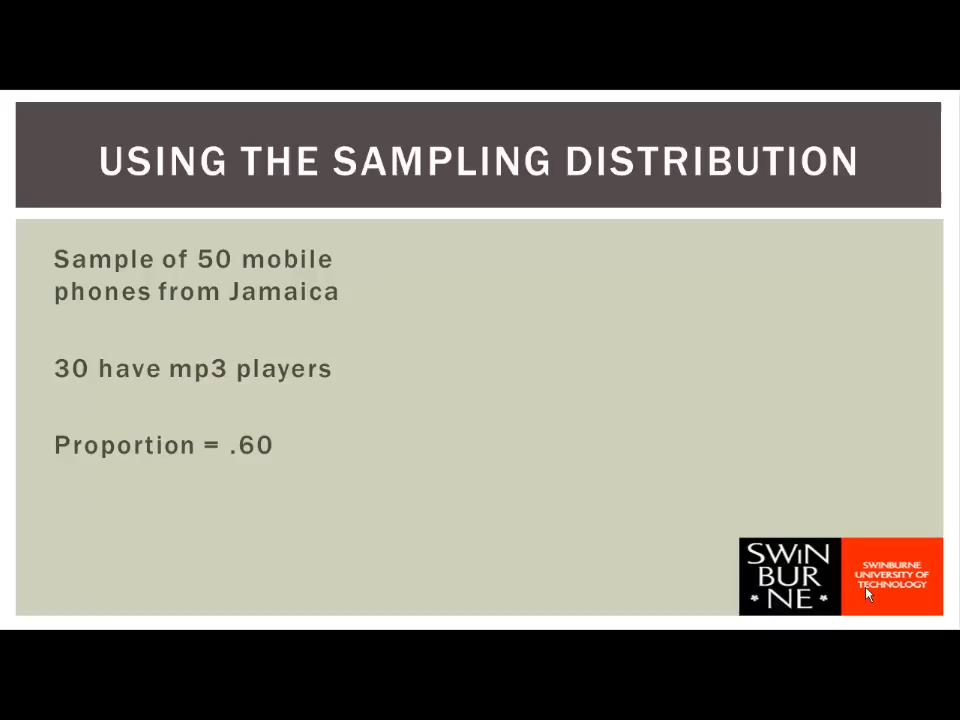 USING THE SAMPLING DISTRIBUTION
Sample of 50 mobile
phones from Jamaica
30 have mp3 players
Proportion = .60
SWiN
BUR
NE
SWINBURNE
UNIVERSITY OF
TECHNOLOGY